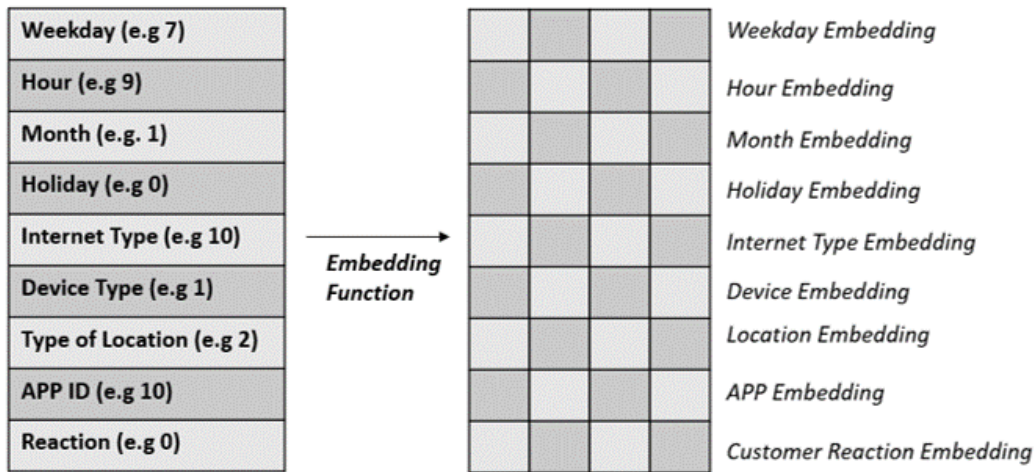 Weekday (e.g 7)
Hour (e.g 9)
Month (e.g. 1)
Holiday (e.g 0)
Internet Type (e.g 10)
Device Type (e.g 1)
Type of Location (e.g 2)
APP ID (e.g 10)
Reaction (e.g 0)
Embedding
Function
Weekday Embedding
Hour Embedding
Month Embedding
Holiday Embedding
Internet Type Embedding
Device Embedding
Location Embedding
APP Embedding
Customer Reaction Embedding